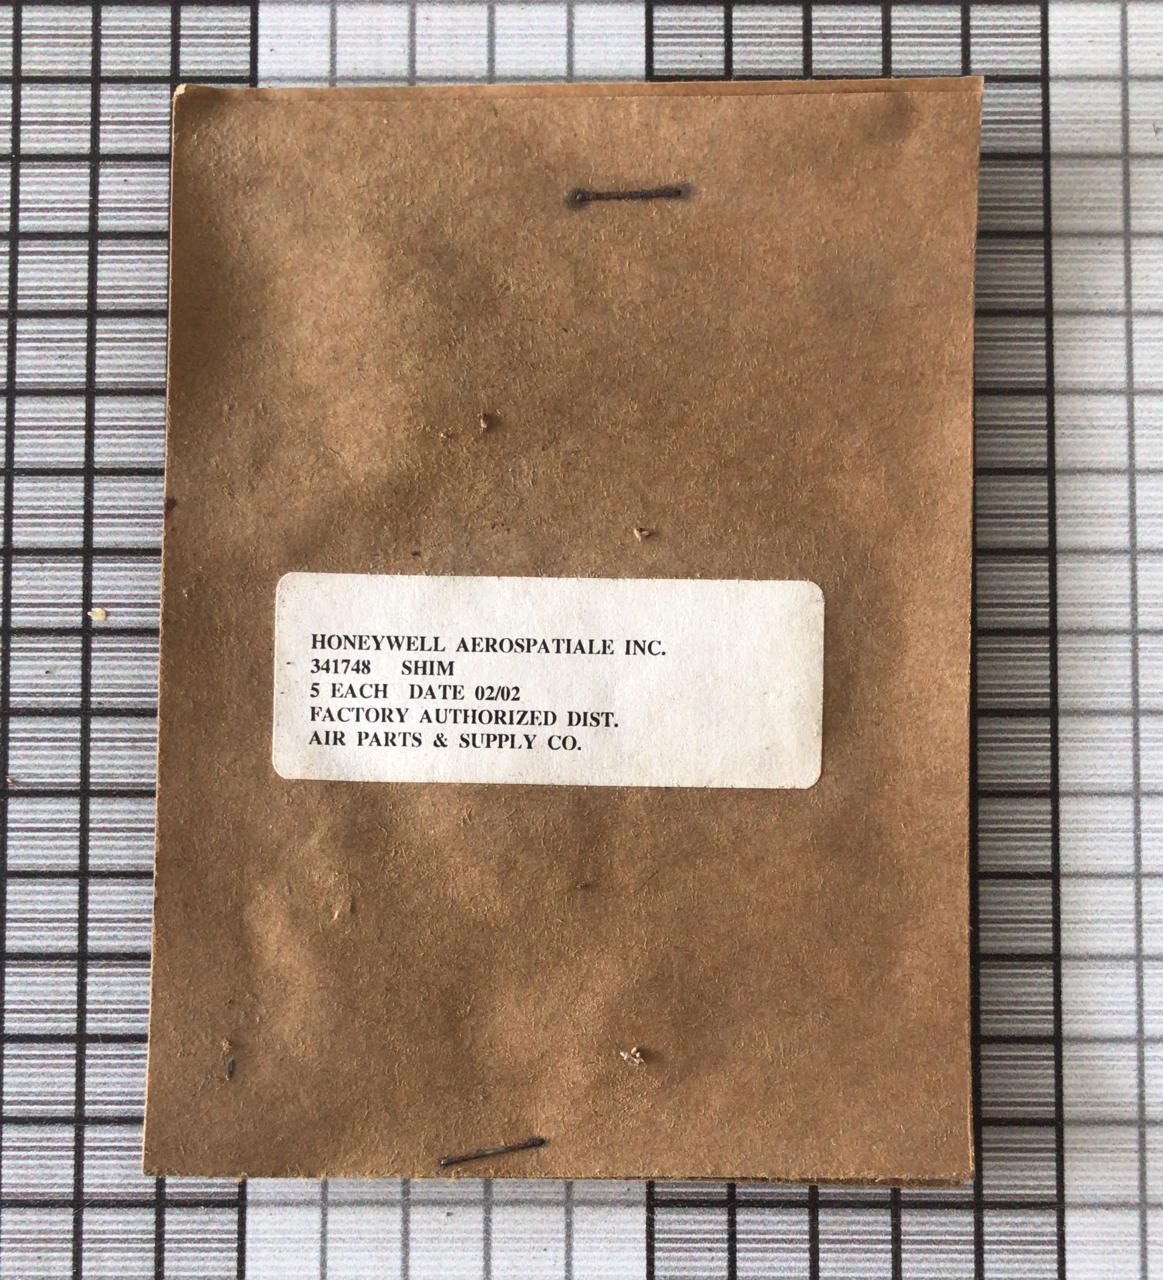 HONEYWELL AEROSPATIALE INC.
341748 SHIM
5 EACH DATE 02/02
FACTORY AUTHORIZED DIST.
AIR PARTS & SUPPLY CO.